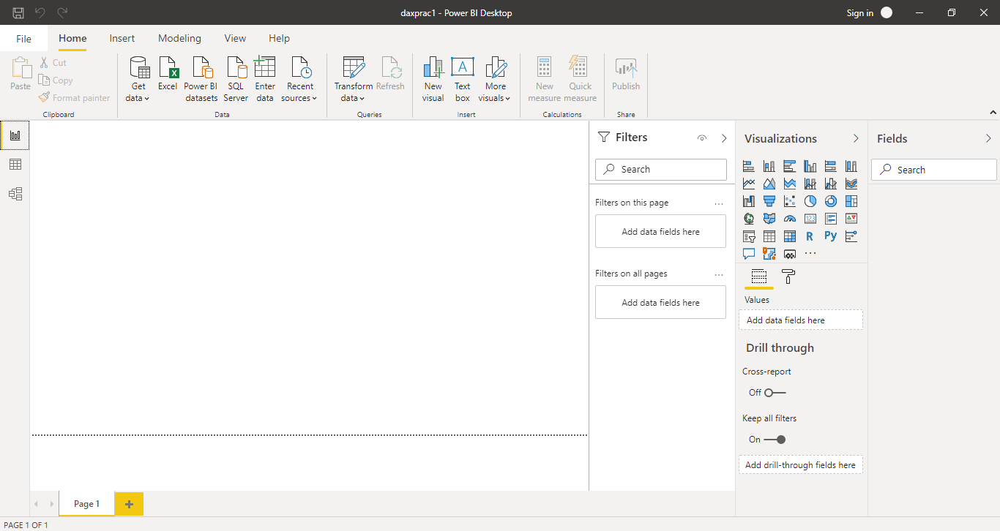 daxprac1 - Power BI Desktop
Sign in
File
Home
Insert
Modeling
View
Help
Paste
Cut
Copy
Format painter
Clipboard
Get
data
Excel
Power BI
datasets
SQL
Server
Enter
data
Recent
sources
Data
Transform
data
Refresh
Queries
New
visual
A
Text
box
More
visuals
Insert
New
measure
Quick
measure
Calculations
Publish
Share
Filters
Search
Filters on this page
...
Add data fields here
Filters on all pages
...
Add data fields here
Visualizations
123
R
Py
...
Values
Add data fields here
Drill through
Cross-report
Off
Keep all filters
On
Add drill-through fields here
Fields
Search
Page 1
PAGE 1 OF 1